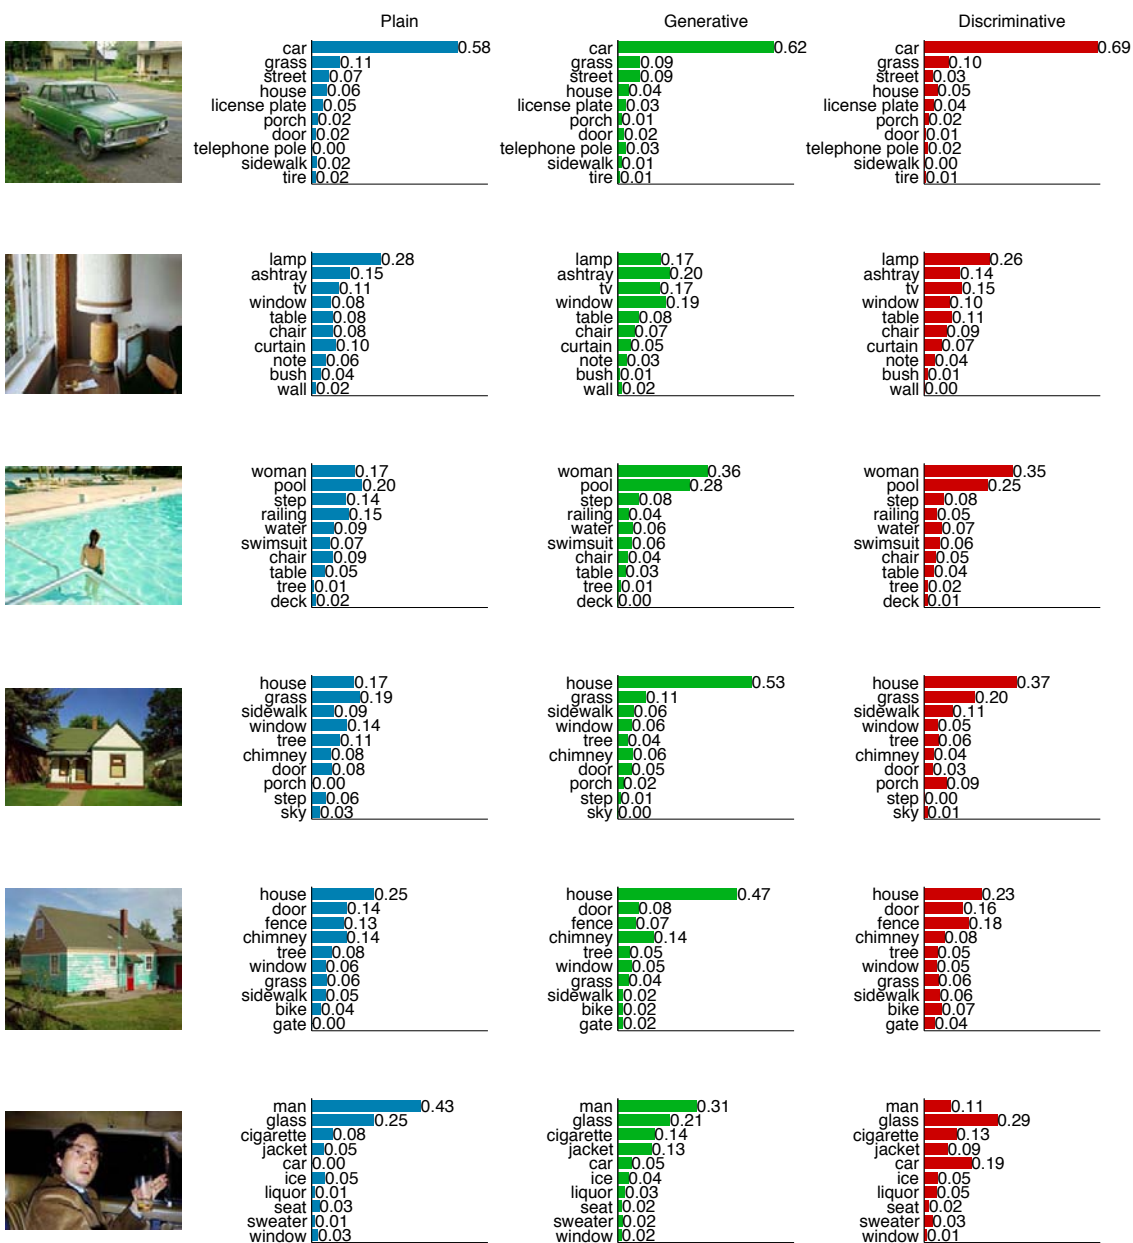 Plain Generative Discriminative
car 0.58 car 0.62 car 0.69
grass 0.11 grass 0.09 grass 0.10
street 0.07 street 0.09 street 0.03
house 0.06 house 0.04 house 0.05
license plate 0.05 license plate 0.03 license plate 0.04
porch 0.02 porch 0.01 porch 0.02
door 0.02 door 0.02 door 0.01
telephone pole 0.00 telephone pole 0.03 telephone pole 0.02
sidewalk 0.02 sidewalk 0.01 sidewalk 0.00
tire 0.02 tire 0.01 tire 0.01
lamp 0.28 lamp 0.17 lamp 0.26
ashtray 0.15 ashtray 0.20 ashtray 0.14
tv 0.11 tv 0.17 tv 0.15
window 0.08 window 0.19 window 0.10
table 0.08 table 0.08 table 0.11
chair 0.08 chair 0.07 chair 0.09
curtain 0.10 curtain 0.05 curtain 0.07
note 0.06 note 0.03 note 0.04
bush 0.04 bush 0.01 bush 0.01
wall 0.02 wall 0.02 wall 0.00
woman 0.17 woman 0.36 woman 0.35
pool 0.20 pool 0.28 pool 0.25
step 0.14 step 0.08 step 0.08
railing 0.15 railing 0.04 railing 0.05
water 0.09 water 0.06 water 0.07
swimsuit 0.07 swimsuit 0.06 swimsuit 0.06
chair 0.09 chair 0.04 chair 0.05
table 0.05 table 0.03 table 0.04
tree 0.01 tree 0.01 tree 0.02
deck 0.02 deck 0.00 deck 0.01
house 0.17 house 0.53 house 0.37
grass 0.19 grass 0.11 grass 0.20
sidewalk 0.09 sidewalk 0.06 sidewalk 0.11
window 0.14 window 0.06 window 0.05
tree 0.11 tree 0.04 tree 0.06
chimney 0.08 chimney 0.06 chimney 0.04
door 0.08 door 0.05 door 0.03
porch 0.00 porch 0.02 porch 0.09
step 0.06 step 0.01 step 0.00
sky 0.03 sky 0.00 sky 0.01
house 0.25 house 0.47 house 0.23
door 0.14 door 0.08 door 0.16
fence 0.13 fence 0.07 fence 0.18
chimney 0.14 chimney 0.14 chimney 0.08
tree 0.08 tree 0.05 tree 0.05
window 0.06 window 0.05 window 0.05
grass 0.06 grass 0.04 grass 0.06
sidewalk 0.05 sidewalk 0.02 sidewalk 0.06
bike 0.04 bike 0.02 bike 0.07
gate 0.00 gate 0.02 gate 0.04
man 0.43 man 0.31 man 0.11
glass 0.25 glass 0.21 glass 0.29
cigarette 0.08 cigarette 0.14 cigarette 0.13
jacket 0.05 jacket 0.13 jacket 0.09
car 0.00 car 0.05 car 0.19
ice 0.05 ice 0.04 ice 0.05
liquor 0.01 liquor 0.03 liquor 0.05
seat 0.03 seat 0.02 seat 0.02
sweater 0.01 sweater 0.02 sweater 0.03
window 0.03 window 0.02 window 0.01